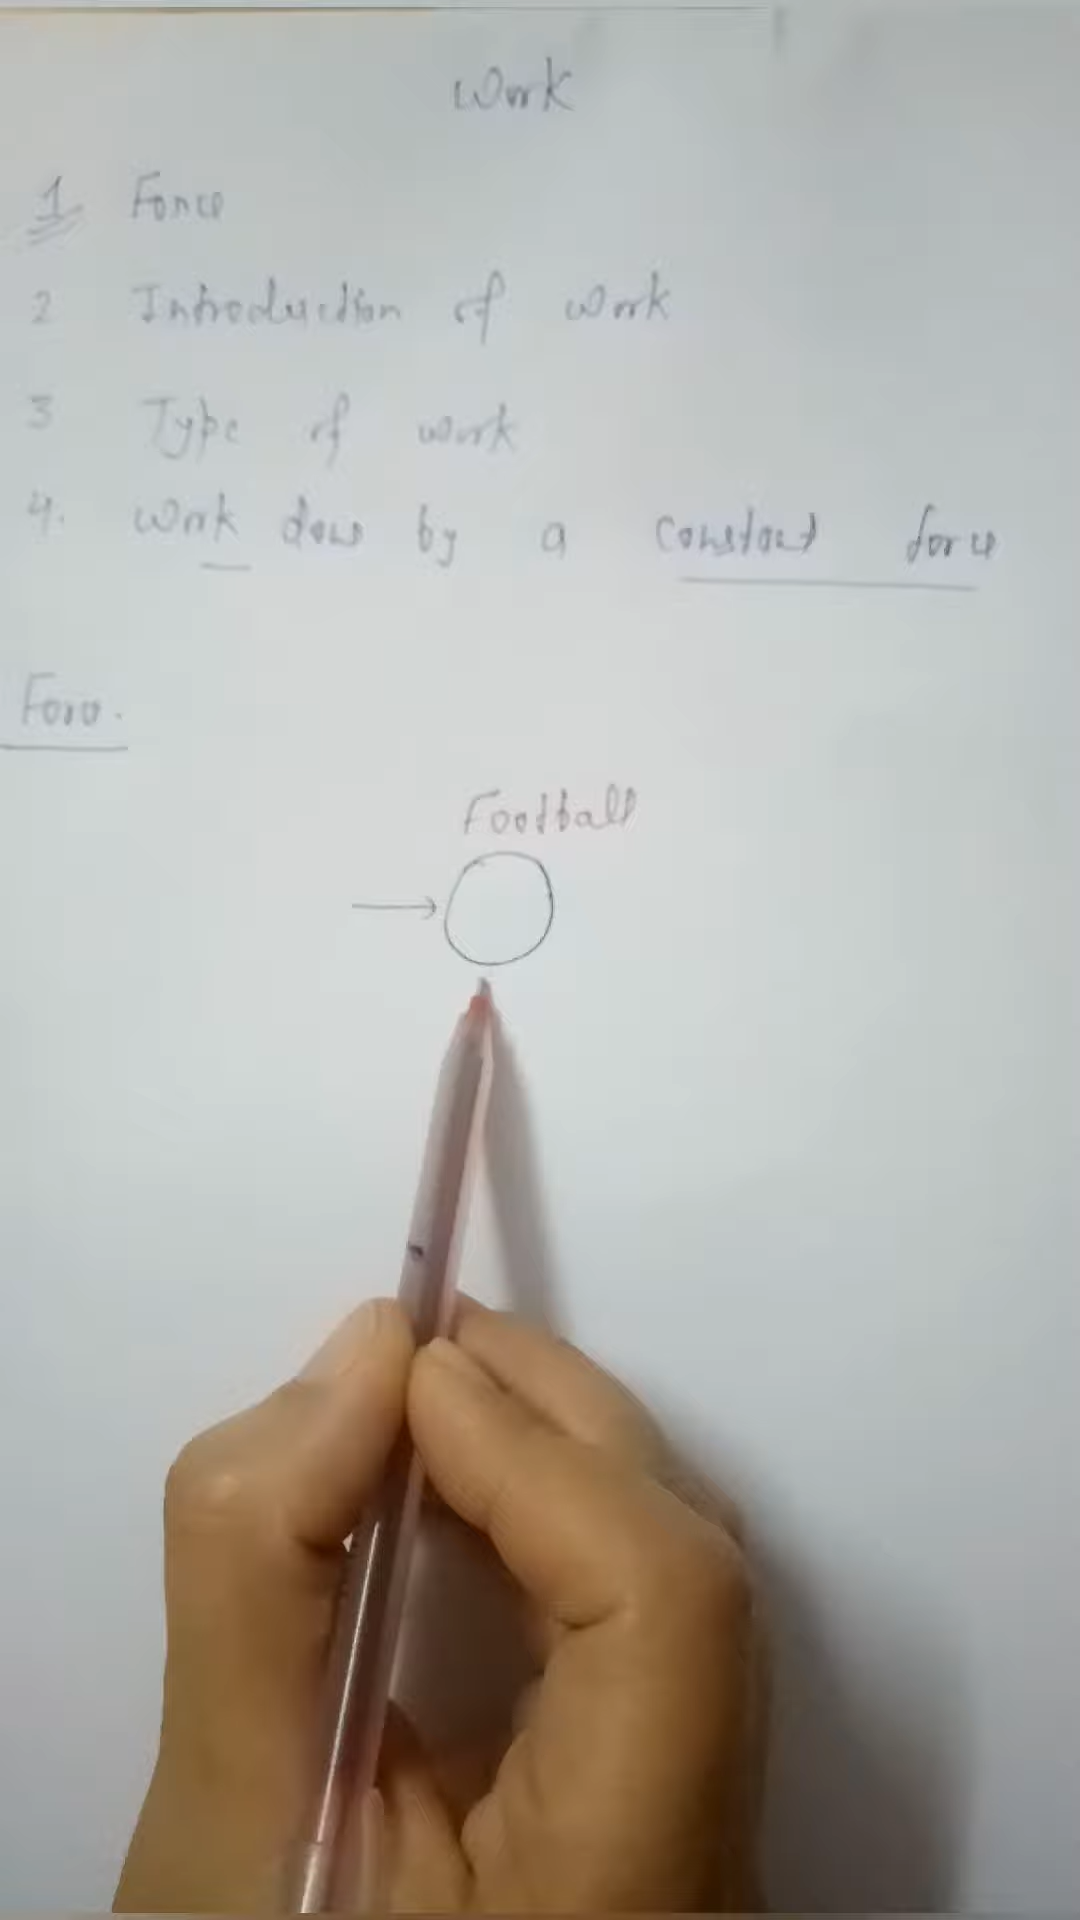 Work
1 Force
2 Introduction of work
3 Type of work
4. Work done by a constant force
Force.
Football